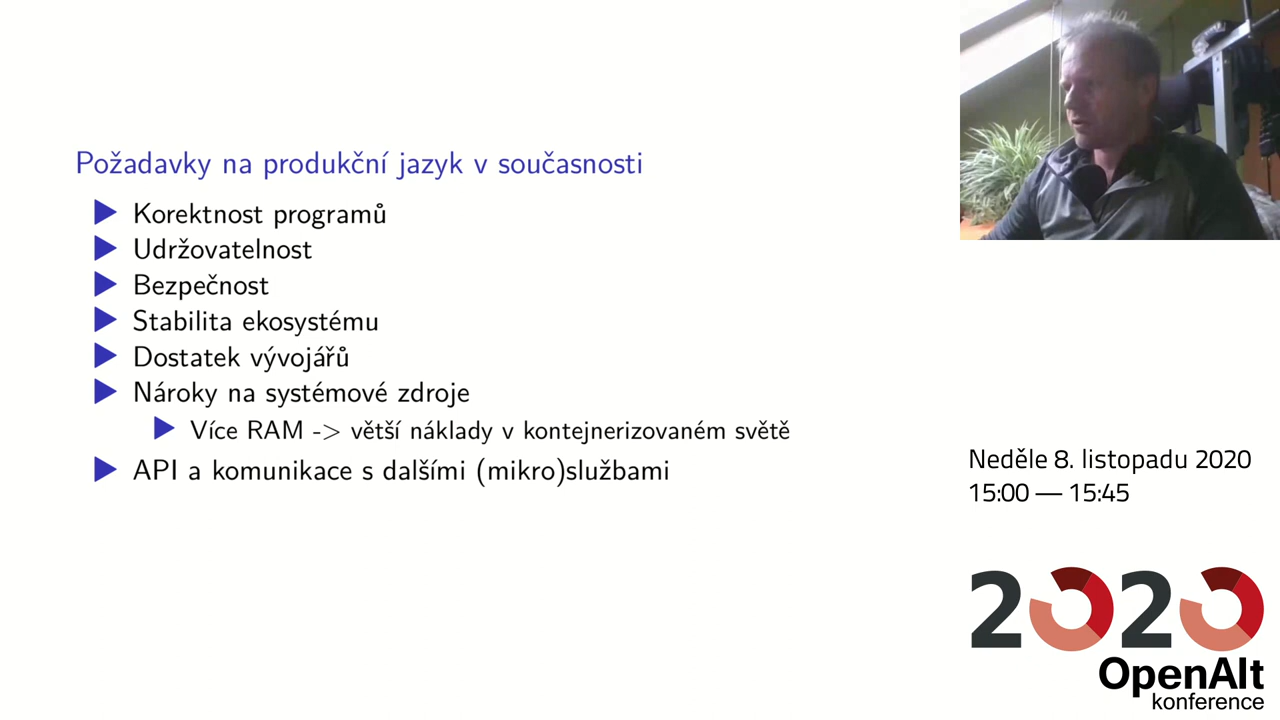 Požadavky na produkční jazyk v současnosti
Korektnost programů
Udržovatelnost
Bezpečnost
Stabilita ekosystému
Dostatek vývojářů
Nároky na systémové zdroje
Více RAM -> větší náklady v kontejnerizovaném světě
API a komunikace s dalšími (mikro)službami
Neděle 8. listopadu 2020
15:00 — 15:45
2020
OpenAlt
konference